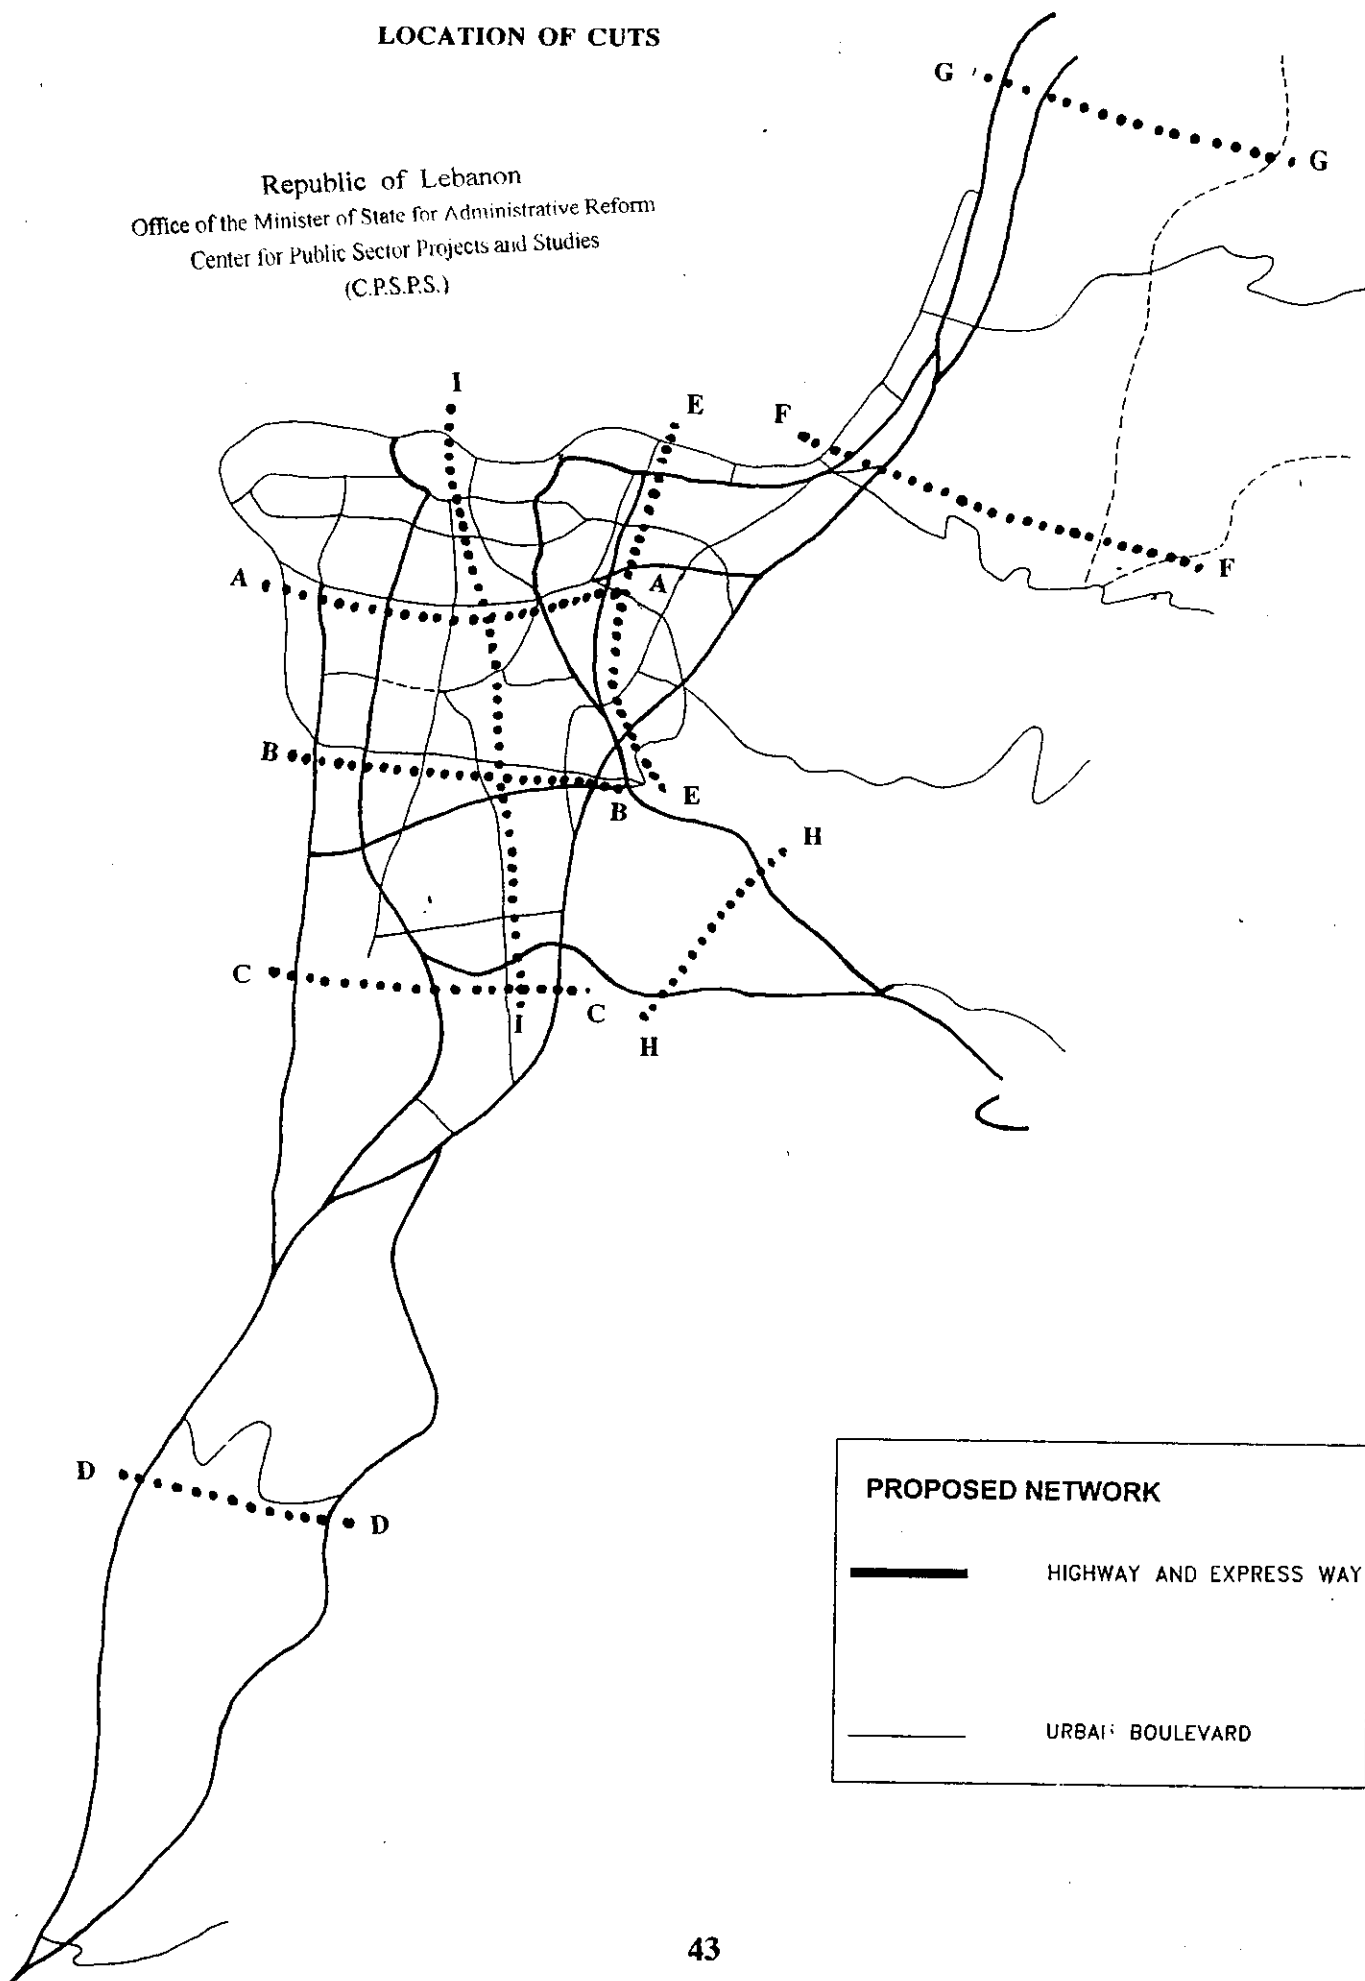 LOCATION OF CUTS
G
G
Republic of Lebanon
Office of the Minister of State for Administrative Reform
Center for Public Sector Projects and Studies
(C.P.S.P.S.)
I
E
F
A
A
F
B
B
E
H
C
C
I
H
D
D
PROPOSED NETWORK
HIGHWAY AND EXPRESS WAY
URBAN BOULEVARD
43